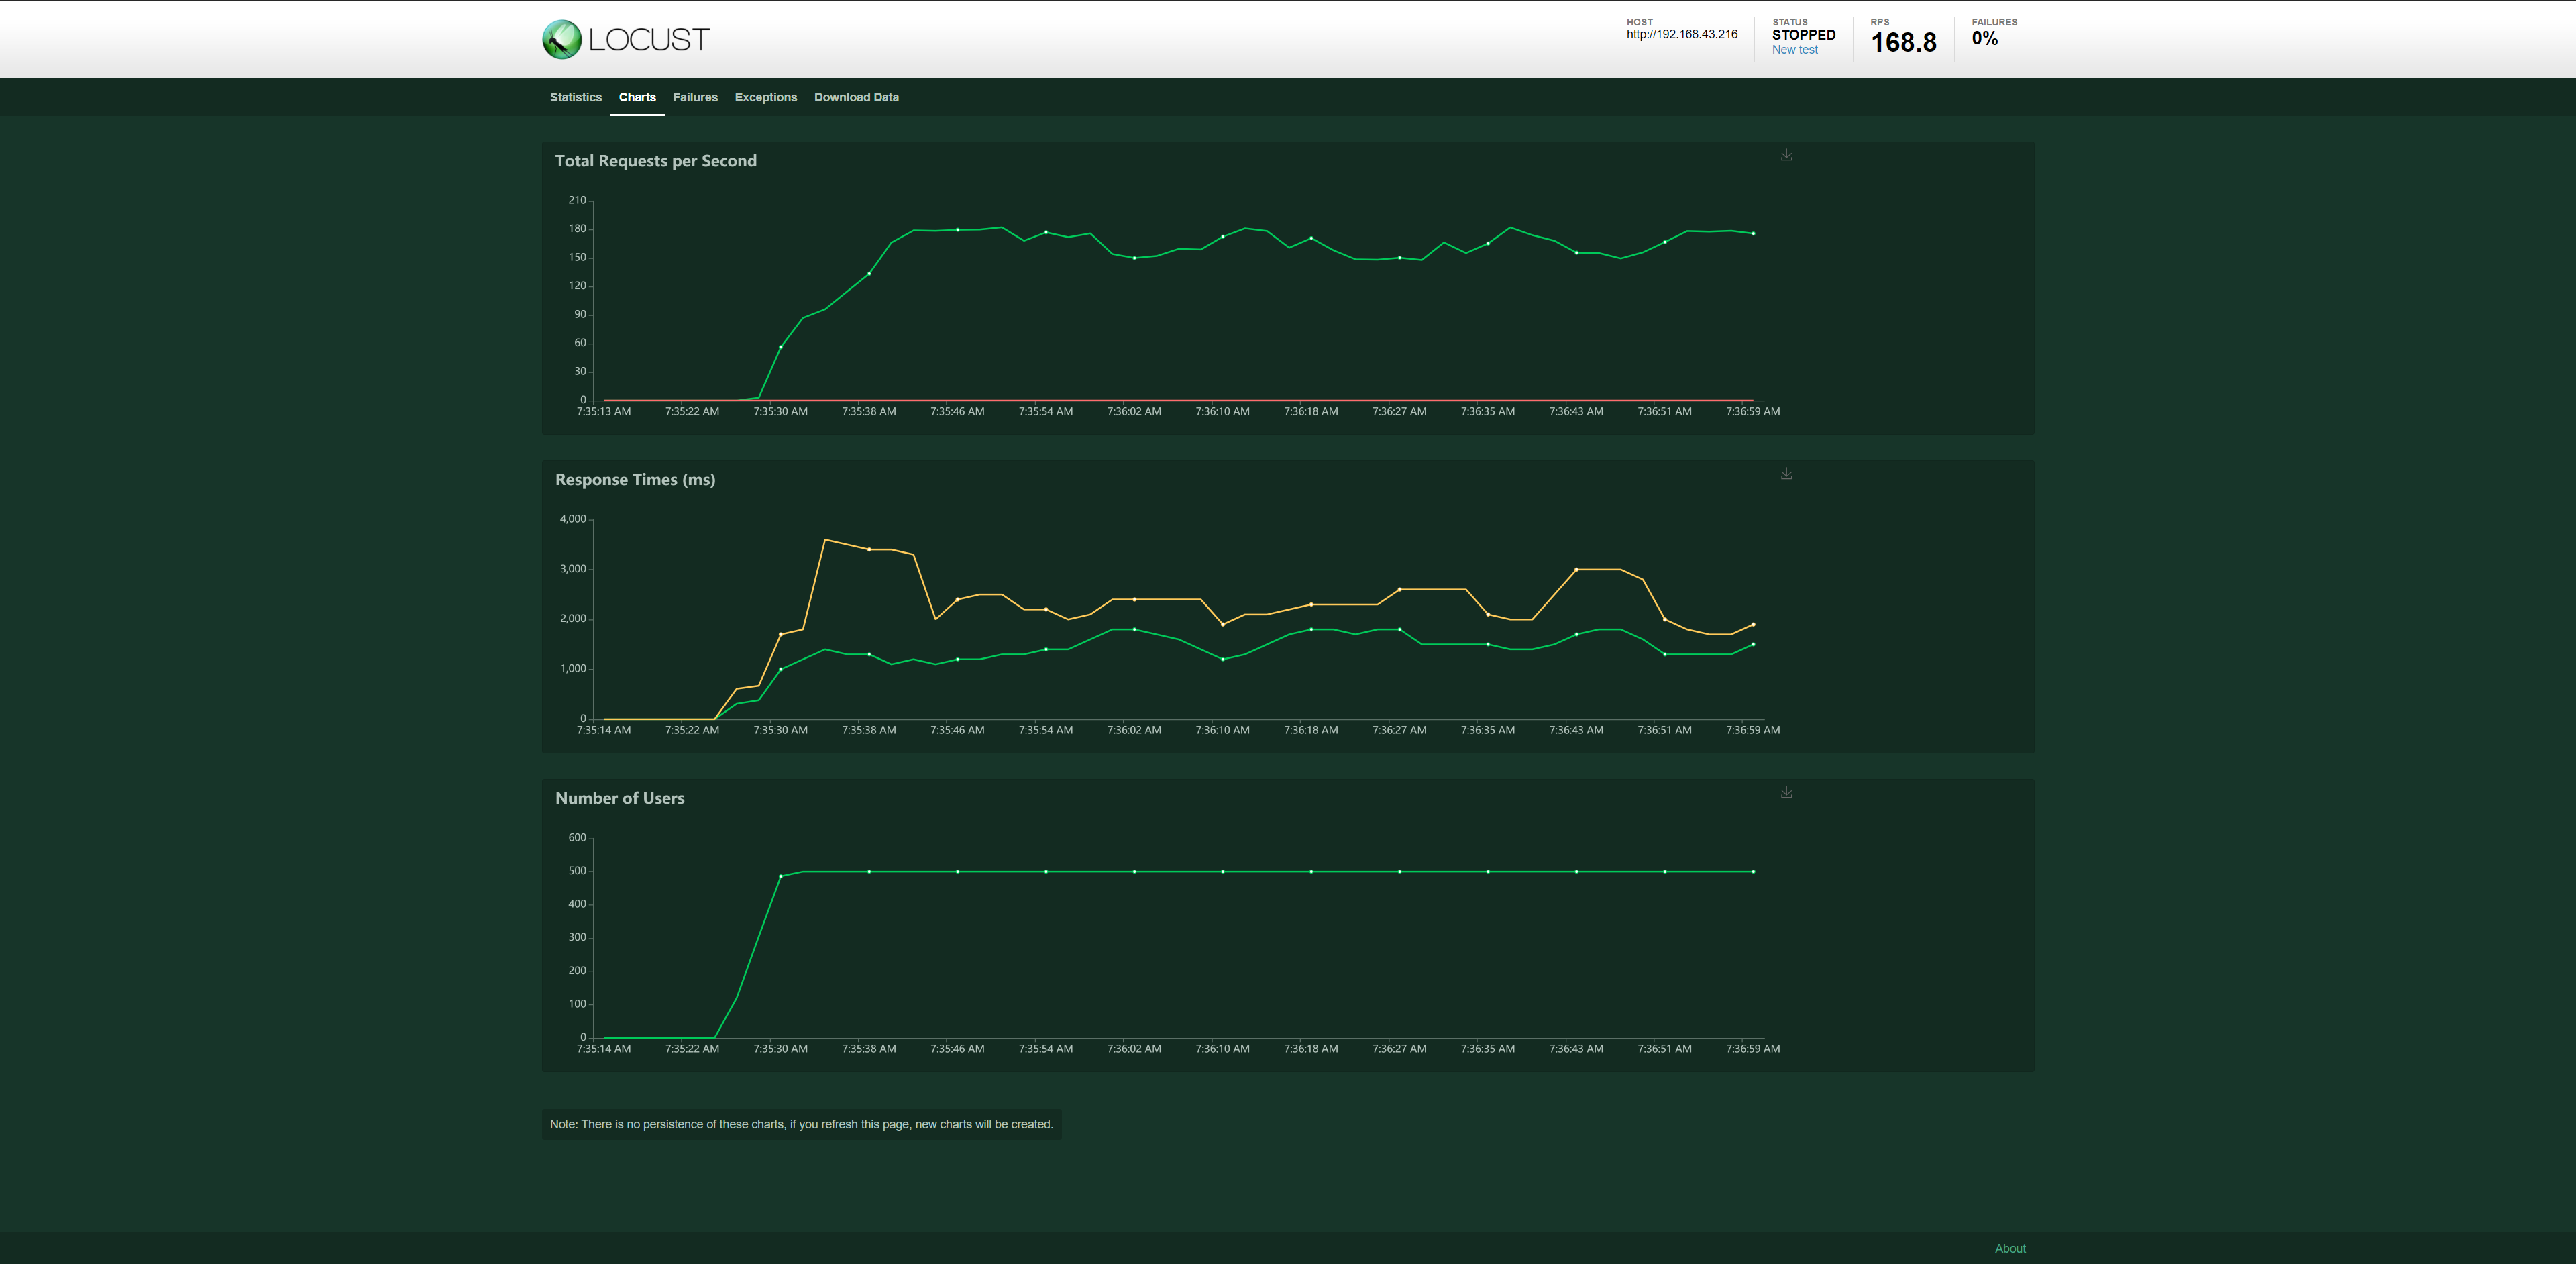 LOCUST
HOST
http://192.168.43.216
STATUS
STOPPED
New test
RPS
168.8
FAILURES
0%
Statistics Charts Failures Exceptions Download Data
Total Requests per Second
210
180
150
120
90
60
30
0
7:35:13 AM 7:35:22 AM 7:35:30 AM 7:35:38 AM 7:35:46 AM 7:35:54 AM 7:36:02 AM 7:36:10 AM 7:36:18 AM 7:36:27 AM 7:36:35 AM 7:36:43 AM 7:36:51 AM 7:36:59 AM
Response Times (ms)
4,000
3,000
2,000
1,000
0
7:35:14 AM 7:35:22 AM 7:35:30 AM 7:35:38 AM 7:35:46 AM 7:35:54 AM 7:36:02 AM 7:36:10 AM 7:36:18 AM 7:36:27 AM 7:36:35 AM 7:36:43 AM 7:36:51 AM 7:36:59 AM
Number of Users
600
500
400
300
200
100
0
7:35:14 AM 7:35:22 AM 7:35:30 AM 7:35:38 AM 7:35:46 AM 7:35:54 AM 7:36:02 AM 7:36:10 AM 7:36:18 AM 7:36:27 AM 7:36:35 AM 7:36:43 AM 7:36:51 AM 7:36:59 AM
Note: There is no persistence of these charts, if you refresh this page, new charts will be created.
About